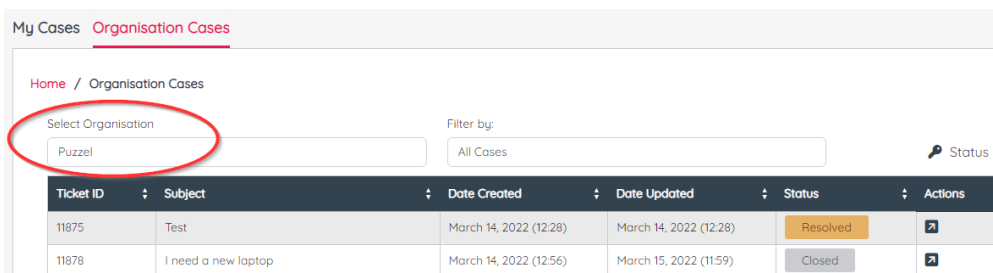 My Cases Organisation Cases
Home / Organisation Cases
Select Organisation Filter by:
Puzzel All Cases Status
Ticket ID Subject Date Created Date Updated Status Actions
11875 Test March 14, 2022 (12:28) March 14, 2022 (12:28) Resolved
11878 I need a new laptop March 14, 2022 (12:56) March 15, 2022 (11:59) Closed